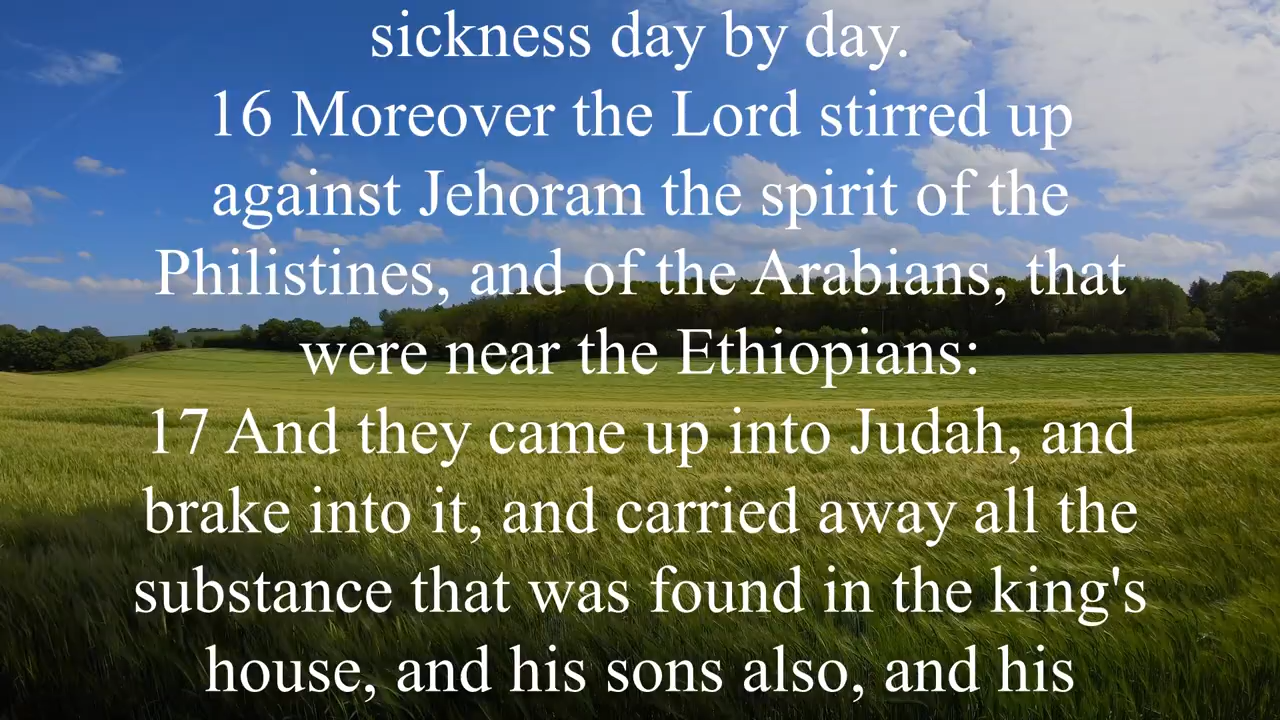 sickness day by day.
16 Moreover the Lord stirred up
against Jehoram the spirit of the
Philistines, and of the Arabians, that
were near the Ethiopians:
17 And they came up into Judah, and
brake into it, and carried away all the
substance that was found in the king's
house, and his sons also, and his